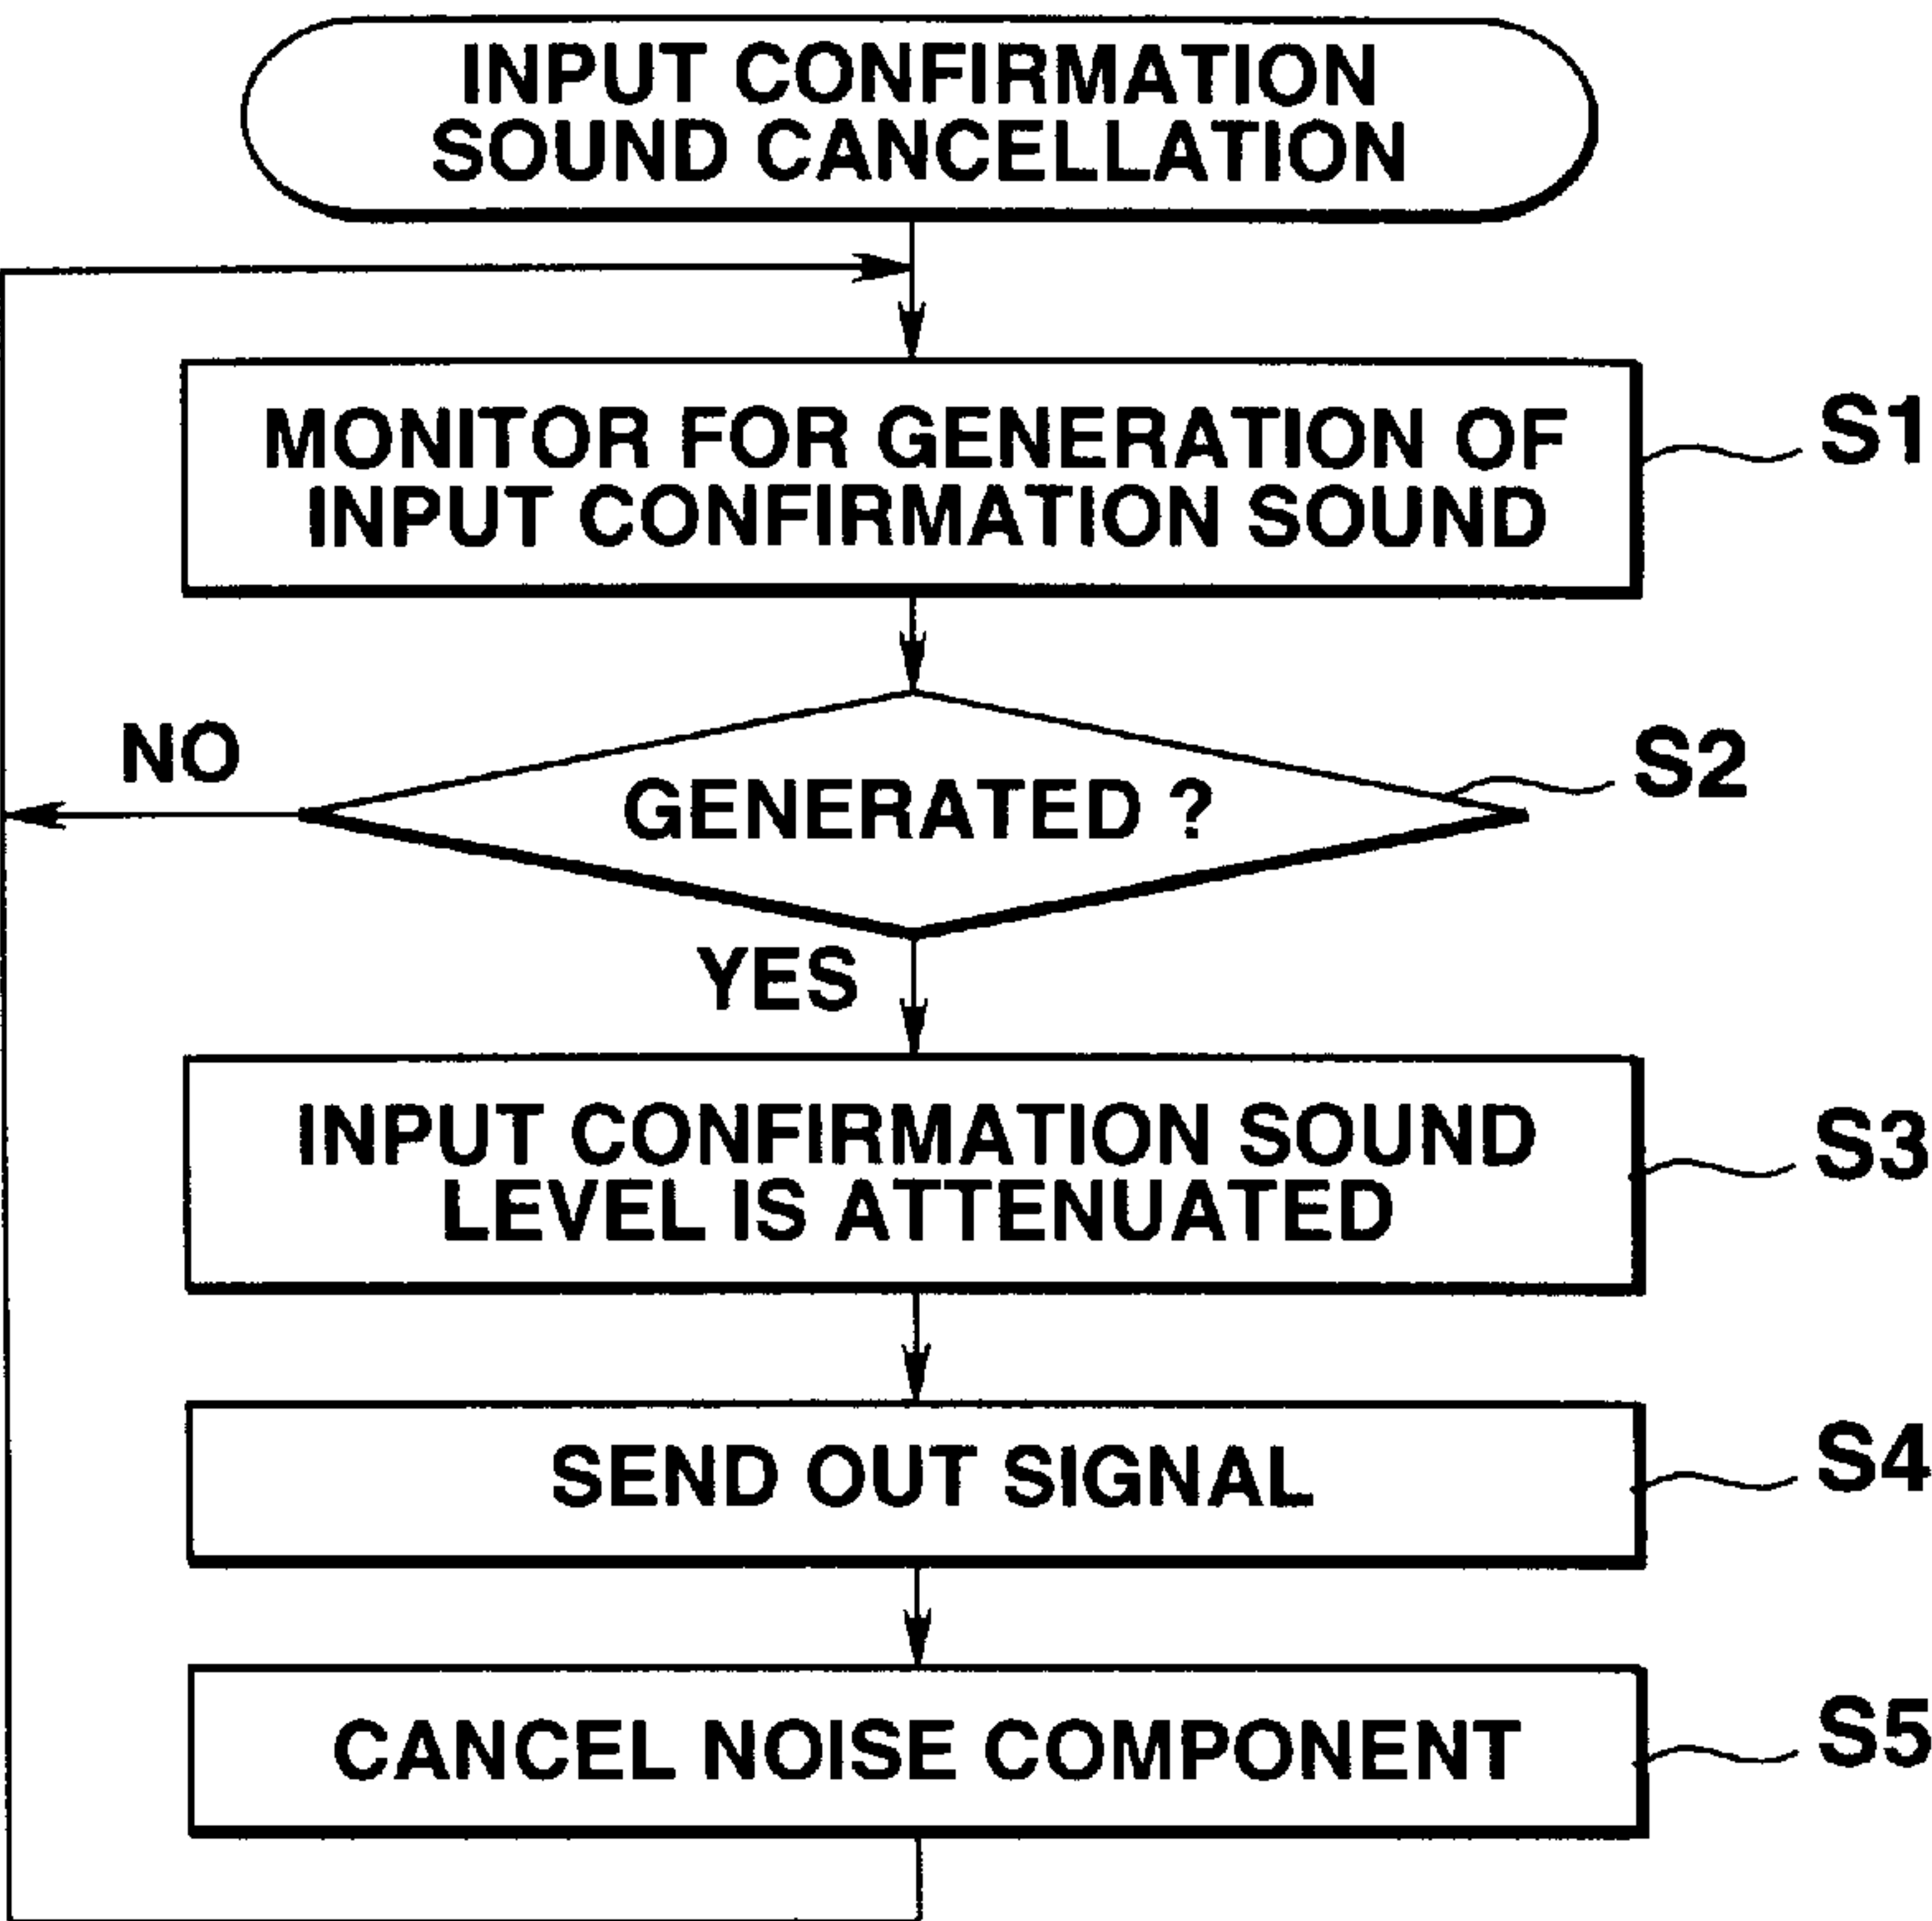 INPUT CONFIRMATION
SOUND CANCELLATION
MONITOR FOR GENERATION OF
INPUT CONFIRMATION SOUND
S1
NO
GENERATED ?
S2
YES
INPUT CONFIRMATION SOUND
LEVEL IS ATTENUATED
S3
SEND OUT SIGNAL
S4
CANCEL NOISE COMPONENT
S5